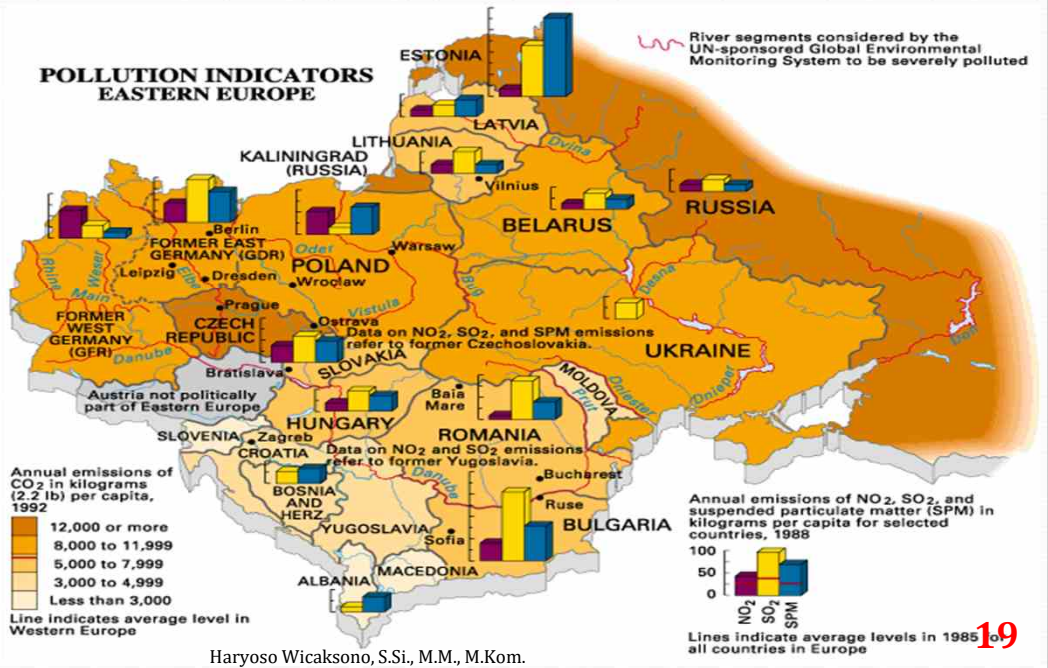 POLLUTION INDICATORS
EASTERN EUROPE
River segments considered by the
UN-sponsored Global Environmental
Monitoring System to be severely polluted
ESTONIA
LATVIA
LITHUANIA
KALININGRAD
(RUSSIA)
Dvina
Vilnius
BELARUS
RUSSIA
Berlin
FORMER EAST
GERMANY (GDR)
Leipzig
Elbe
Dresden
Rhine
Weser
Main
Odet
Warsaw
POLAND
Wroclaw
Bug
Desna
Vistula
Prague
CZECH
REPUBLIC
Ostrava
FORMER
WEST
GERMANY
(GFR)
Danube
Data on NO2, SO2, and SPM emissions
refer to former Czechoslovakia.
SLOVAKIA
Bratislava
UKRAINE
Don
Dnieper
Dniester
Prut
MOLDOVA
Austria not politically
part of Eastern Europe
Baia
Mare
HUNGARY
ROMANIA
SLOVENIA
Zagreb
CROATIA
Data on NO2 and SO2 emissions
refer to former Yugoslavia.
Danube
Bucharest
Ruse
BOSNIA
AND
HERZ
YUGOSLAVIA
Sofia
BULGARIA
MACEDONIA
ALBANIA
Annual emissions of
CO2 in kilograms
(2.2 lb) per capita,
1992
12,000 or more
8,000 to 11,999
5,000 to 7,999
3,000 to 4,999
Less than 3,000
Line indicates average level in
Western Europe
Annual emissions of NO2, SO2, and
suspended particulate matter (SPM) in
kilograms per capita for selected
countries, 1988
100
50
0
NO2
SO2
SPM
Lines indicate average levels in 1985 for
all countries in Europe
19
Haryoso Wicaksono, S.Si., M.M., M.Kom.